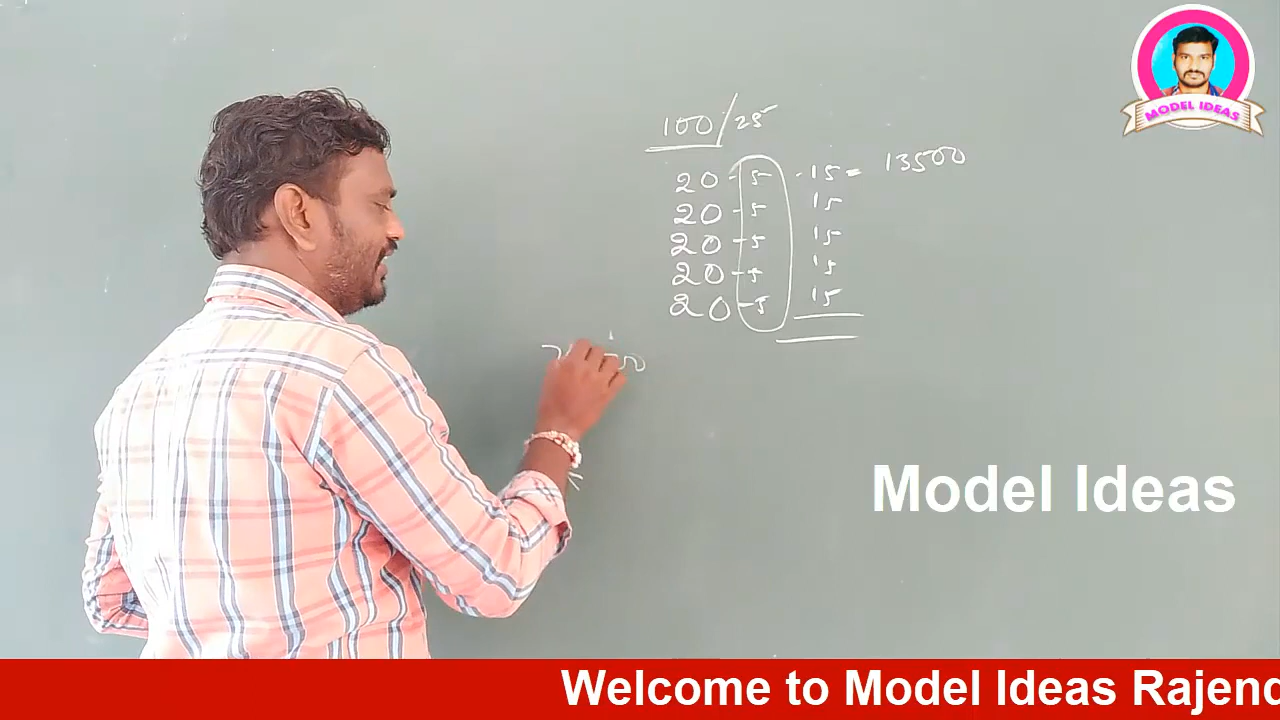 MODEL IDEAS
100/25
20 - 5 - 15 = 13500
20 - 5 15
20 - 5 15
20 - 5 15
20 - 5 15
Model Ideas
Welcome to Model Ideas